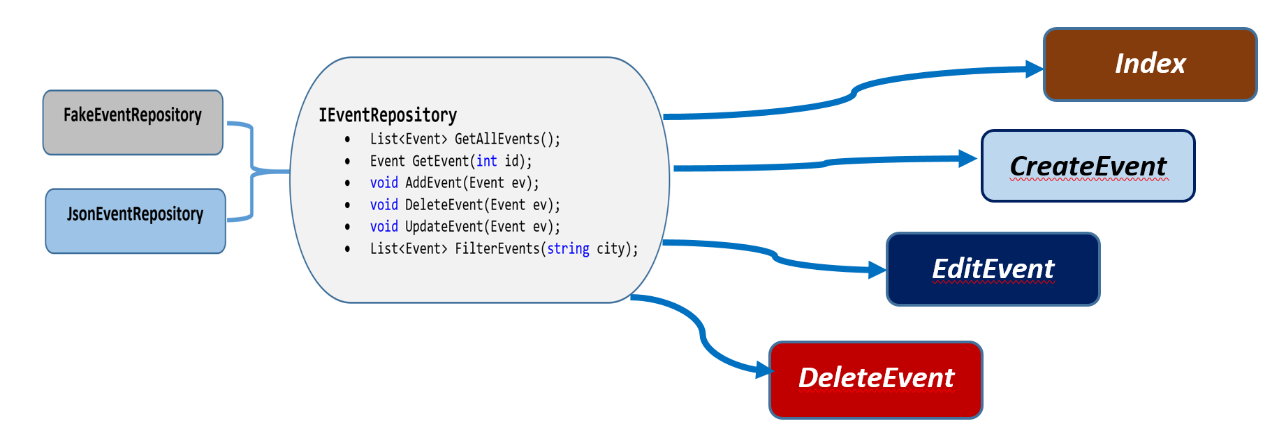 FakeEventRepository
JsonEventRepository
IEventRepository
• List<Event> GetAllEvents();
• Event GetEvent(int id);
• void AddEvent(Event ev);
• void DeleteEvent(Event ev);
• void UpdateEvent(Event ev);
• List<Event> FilterEvents(string city);
Index
CreateEvent
EditEvent
DeleteEvent